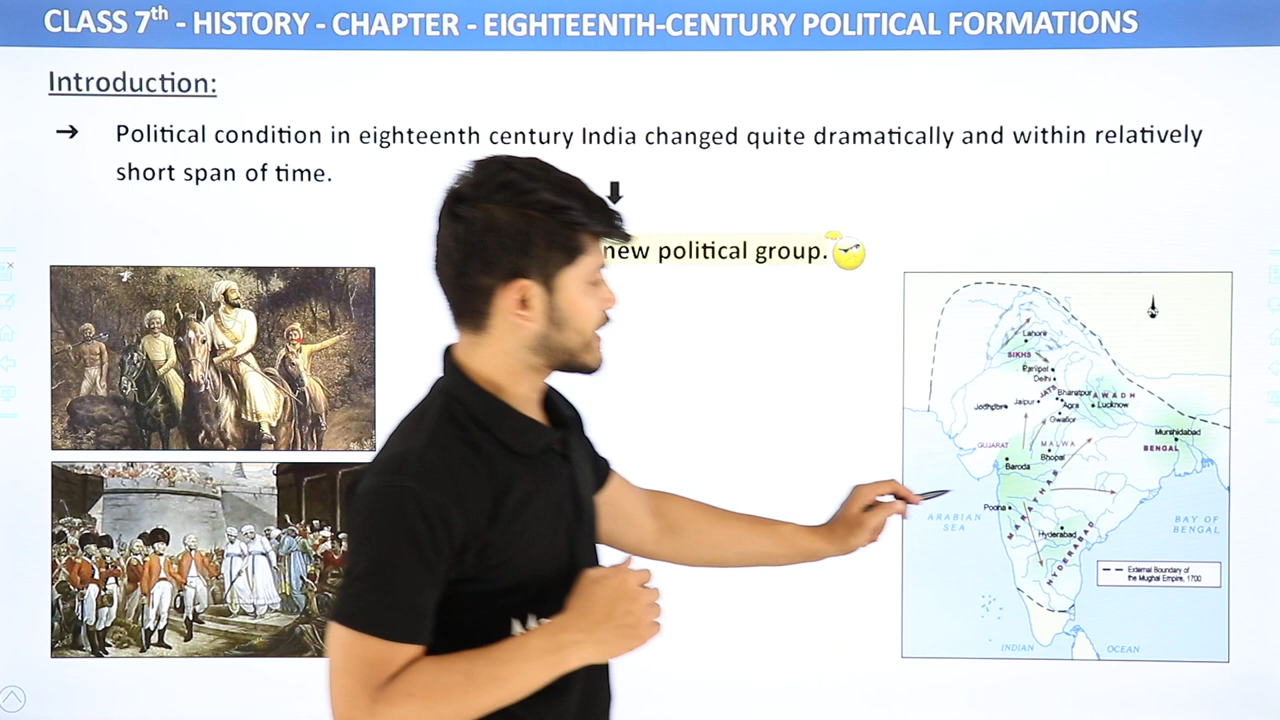 CLASS 7th - HISTORY - CHAPTER - EIGHTEENTH-CENTURY POLITICAL FORMATIONS
Introduction:
➔ Political condition in eighteenth century India changed quite dramatically and within relatively
short span of time.
new political group.
Lahore
SIKHS
Panipat
Delhi
JATS
Bharatpur
AWADH
Jodhpur
Jaipur
Agra
Lucknow
Gwalior
Murshidabad
GUJARAT
MALWA
BENGAL
Bhopal
Baroda
MARATHAS
Poona
ARABIAN
SEA
BAY OF
BENGAL
Hyderabad
HYDERABAD
External Boundary of
the Mughal Empire, 1700
INDIAN
OCEAN